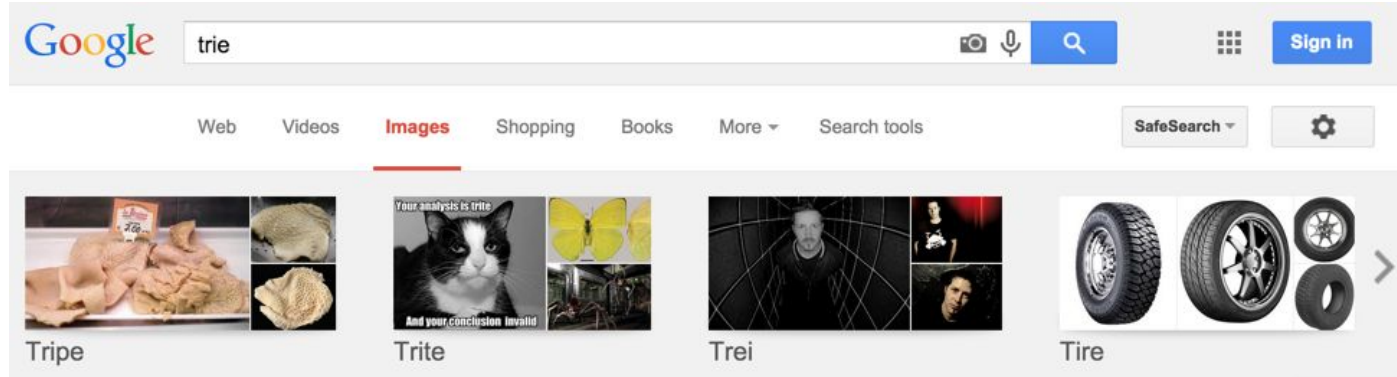 Google trie Sign in
Web Videos Images Shopping Books More Search tools SafeSearch
Your analysis is trite
And your conclusion invalid
Tripe Trite Trei Tire